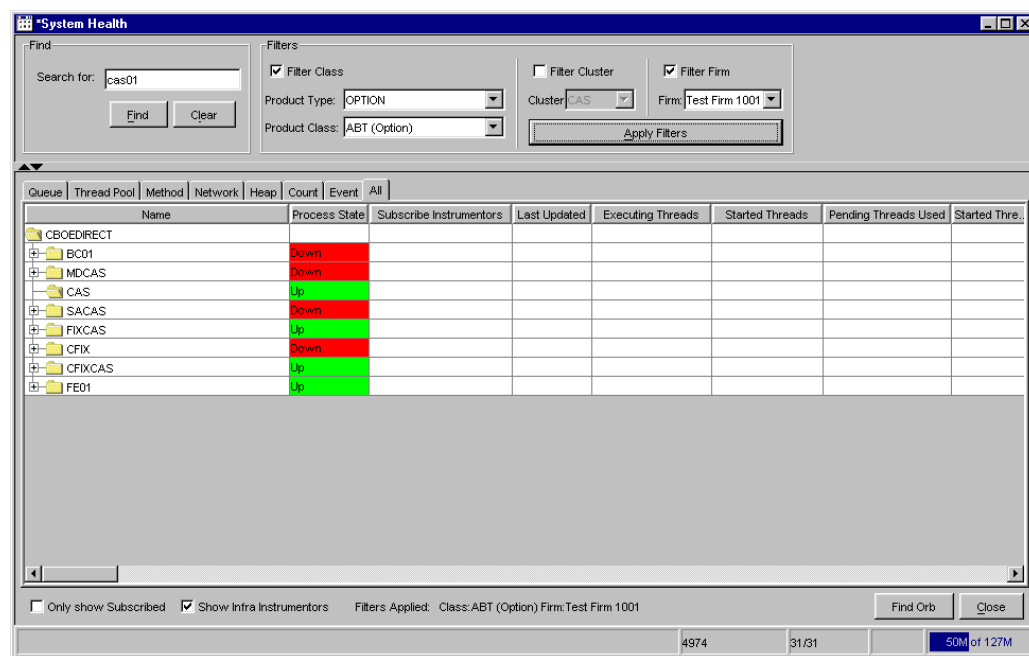 *System Health
Find
Search for: cas01
Find Clear
Filters
Filter Class
Product Type: OPTION
Product Class: ABT (Option)
Filter Cluster
Cluster CAS
Filter Firm
Firm: Test Firm 1001
Apply Filters
Queue Thread Pool Method Network Heap Count Event All
Name Process State Subscribe Instrumentors Last Updated Executing Threads Started Threads Pending Threads Used Started Thre..
CBOEDIRECT
BC01 Down
MDCAS Down
CAS Up
SACAS Down
FIXCAS Up
CFIX Down
CFIXCAS Up
FE01 Up
Only show Subscribed Show Infra Instrumentors Filters Applied: Class:ABT (Option) Firm:Test Firm 1001 Find Orb Close
4974 31/31 50M of 127M